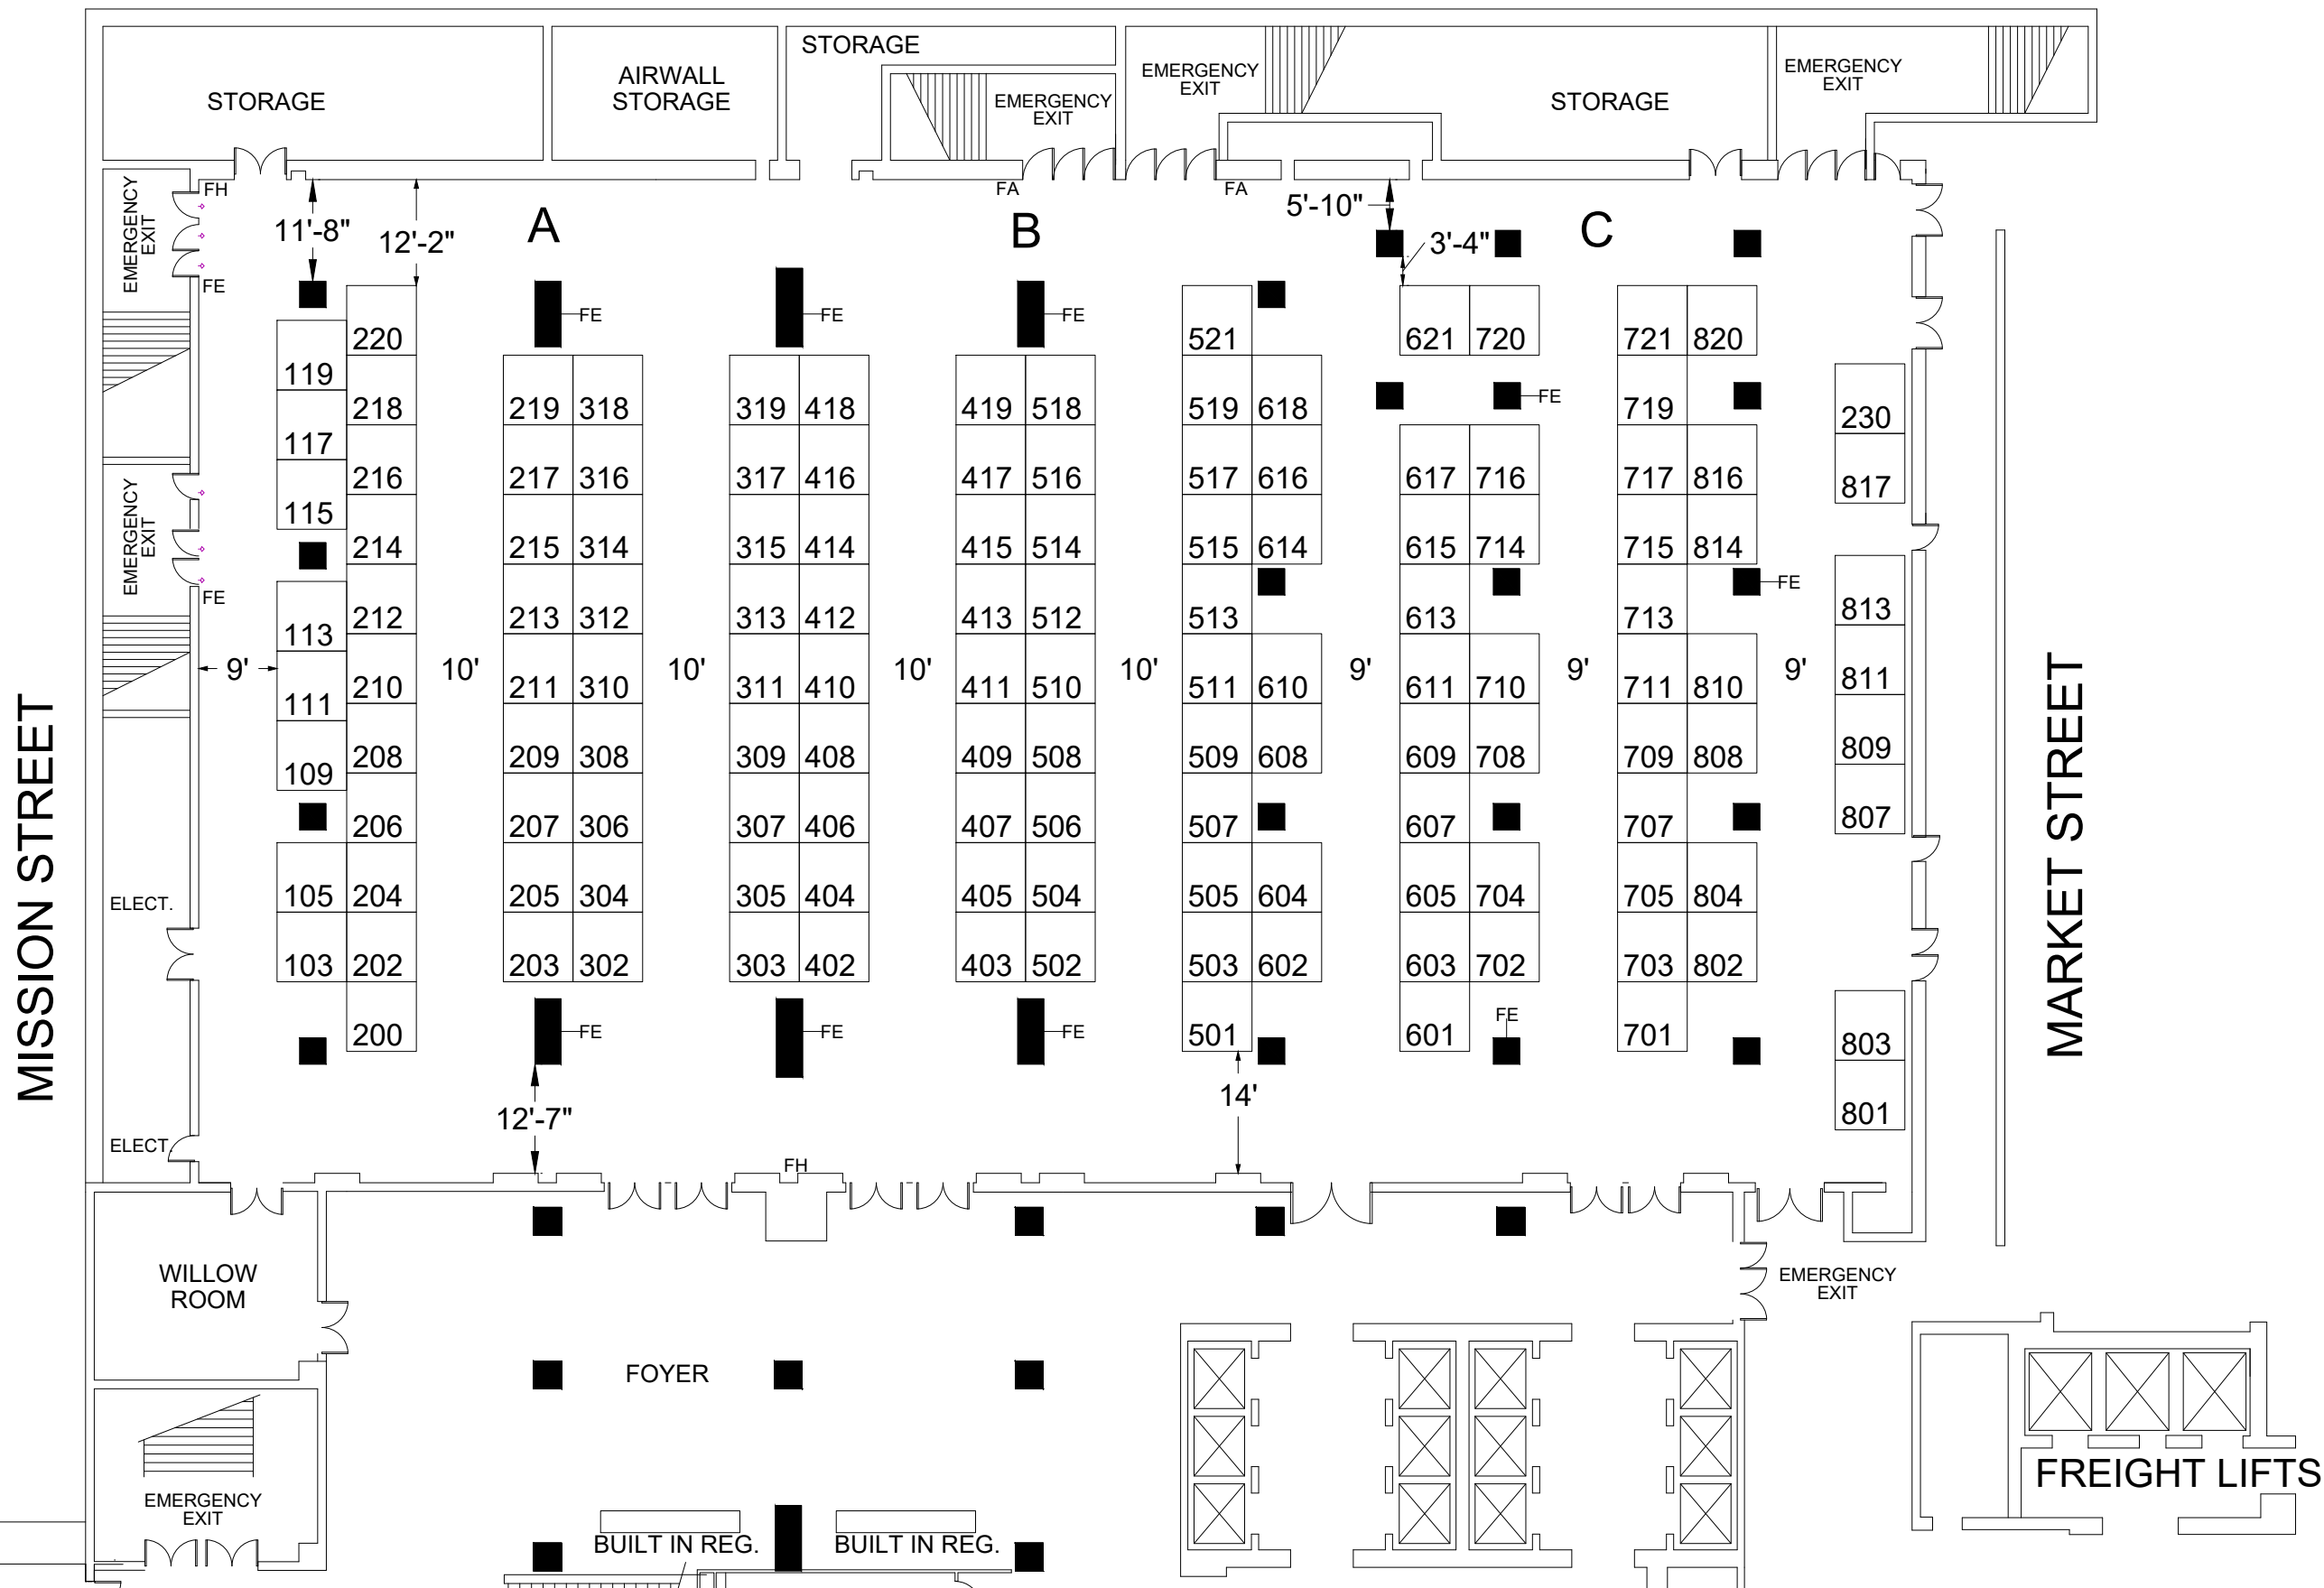 STORAGE
AIRWALL
STORAGE
STORAGE
EMERGENCY
EXIT
EMERGENCY
EXIT
STORAGE
EMERGENCY
EXIT
EMERGENCY
EXIT
FH
FE
11'-8"
12'-2"
A
FA
B
FA
5'-10"
3'-4"
C
FE
FE
FE
220
521
621 720
721 820
119
218
219 318
319 418
419 518
519 618
FE
719
230
117
216
217 316
317 416
417 516
517 616
617 716
717 816
817
EMERGENCY
EXIT
115
214
215 314
315 414
415 514
515 614
615 714
715 814
FE
FE
113
212
213 312
313 412
413 512
513
613
713
813
9'
10'
10'
10'
10'
9'
9'
9'
111
210
211 310
311 410
411 510
511 610
611 710
711 810
811
109
208
209 308
309 408
409 508
509 608
609 708
709 808
809
206
207 306
307 406
407 506
507
607
707
807
MISSION STREET
MARKET STREET
ELECT.
105 204
205 304
305 404
405 504
505 604
605 704
705 804
103 202
203 302
303 402
403 502
503 602
603 702
703 802
200
FE
FE
FE
501
601
FE
701
803
12'-7"
14'
801
ELECT.
FH
WILLOW
ROOM
EMERGENCY
EXIT
FOYER
FREIGHT LIFTS
EMERGENCY
EXIT
BUILT IN REG.
BUILT IN REG.